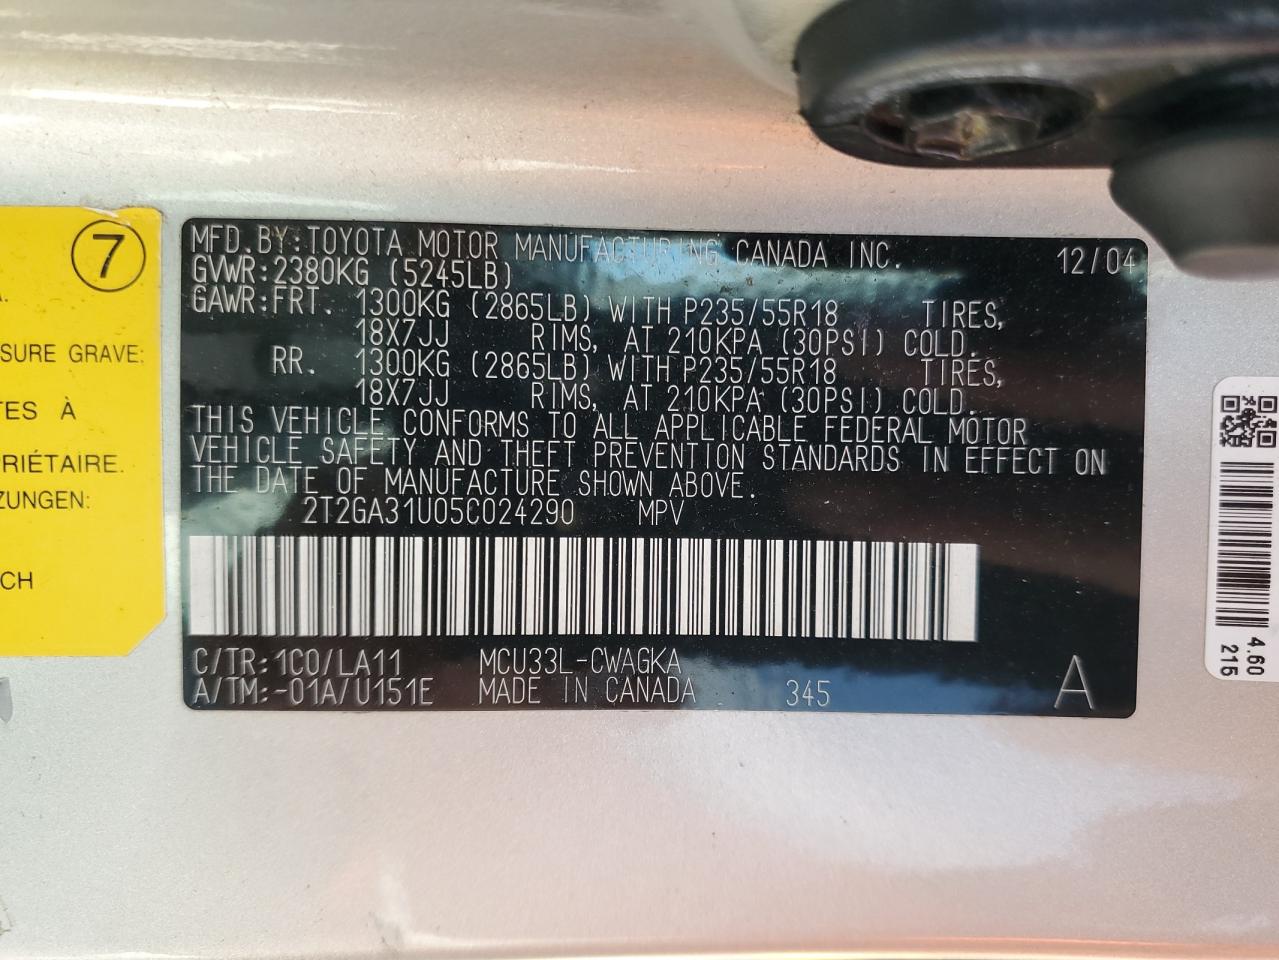 7
A.
SURE GRAVE:
TES À
PRIÉTAIRE.
ZUNGEN:
CH
MFD.BY:TOYOTA MOTOR MANUFACTURING CANADA INC. 12/04
GVWR:2380KG (5245LB)
GAWR:FRT. 1300KG (2865LB) WITH P235/55R18 TIRES,
18X7JJ RIMS, AT 210KPA (30PSI) COLD.
RR. 1300KG (2865LB) WITH P235/55R18 TIRES,
18X7JJ RIMS, AT 210KPA (30PSI) COLD.
THIS VEHICLE CONFORMS TO ALL APPLICABLE FEDERAL MOTOR
VEHICLE SAFETY AND THEFT PREVENTION STANDARDS IN EFFECT ON
THE DATE OF MANUFACTURE SHOWN ABOVE.
2T2GA31U05C024290 MPV
C/TR:1C0/LA11 MCU33L-CWAGKA
A/TM:-01A/U151E MADE IN CANADA 345 A
4.60
215